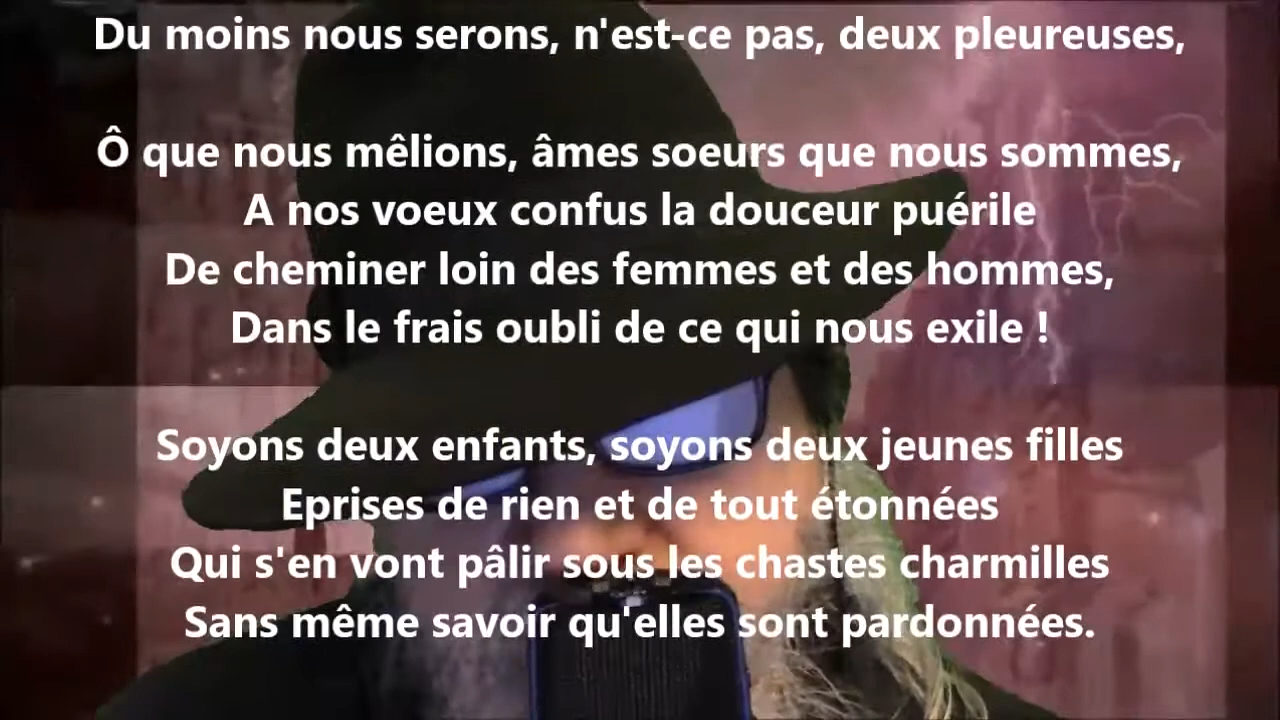 Du moins nous serons, n'est-ce pas, deux pleureuses,
Ô que nous mêlions, âmes soeurs que nous sommes,
A nos voeux confus la douceur puérile
De cheminer loin des femmes et des hommes,
Dans le frais oubli de ce qui nous exile !
Soyons deux enfants, soyons deux jeunes filles
Eprises de rien et de tout étonnées
Qui s'en vont pâlir sous les chastes charmilles
Sans même savoir qu'elles sont pardonnées.